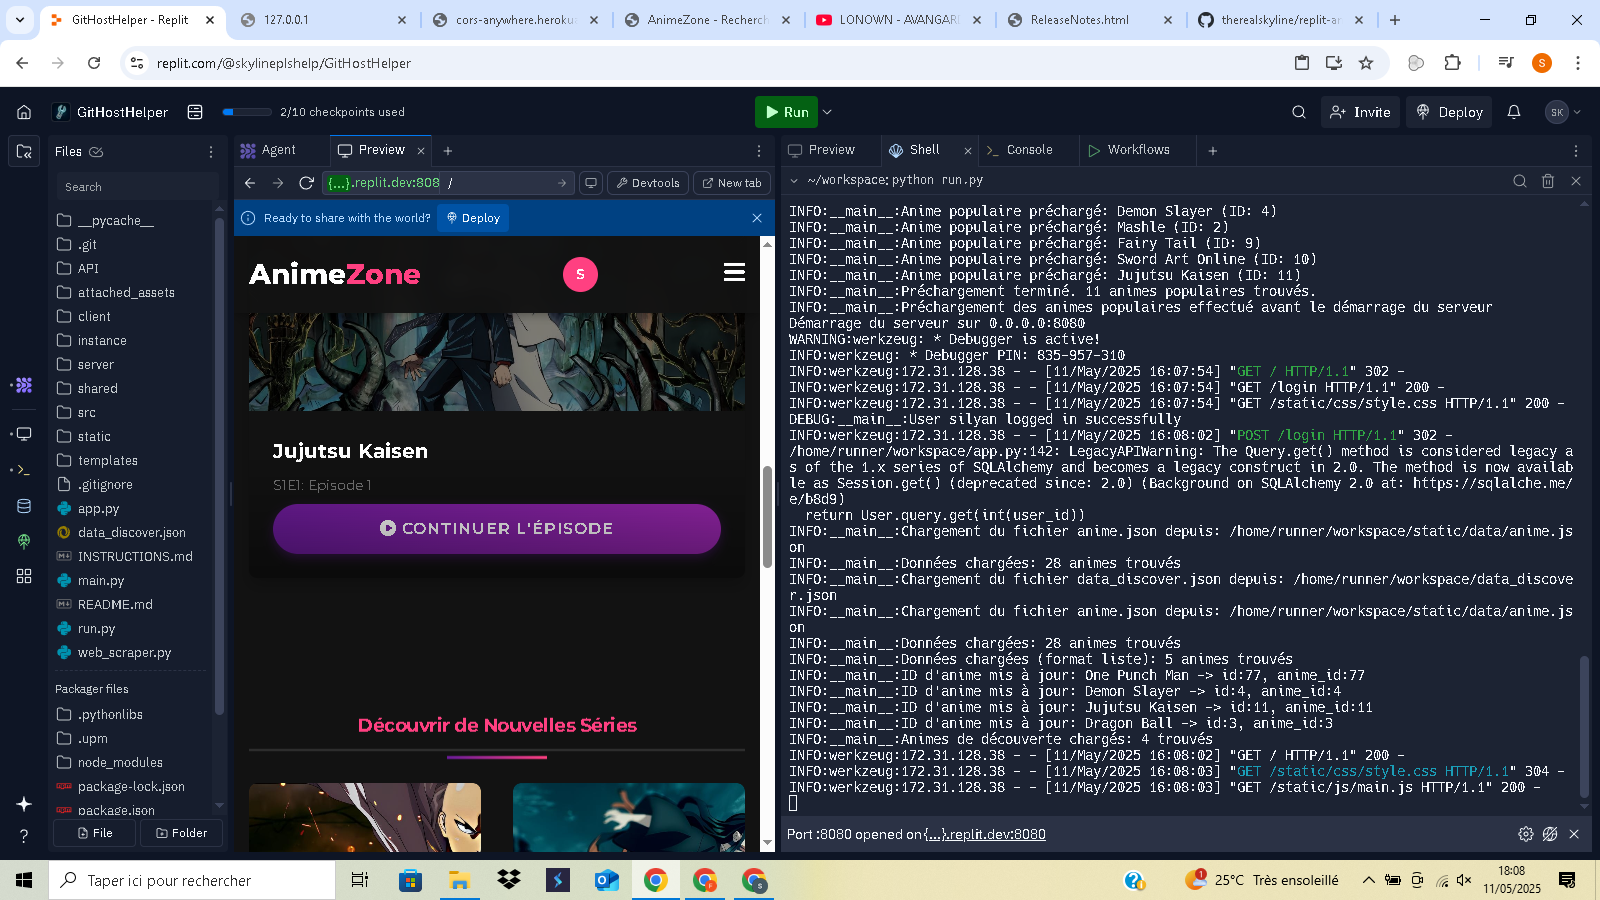 GitHostHelper - Replit
127.0.0.1
cors-anywhere.heroku
AnimeZone - Recherch
LONOWN - AVANGARD
ReleaseNotes.html
therealskyline/replit-an
replit.com/@skylineplshelp/GitHostHelper
S
GitHostHelper
2/10 checkpoints used
Run
Invite
Deploy
SK
Files
Search
__pycache__
.git
API
attached_assets
client
instance
server
shared
src
static
templates
.gitignore
app.py
data_discover.json
INSTRUCTIONS.md
main.py
README.md
run.py
web_scraper.py
Packager files
.pythonlibs
.upm
node_modules
package-lock.json
package.json
File
Folder
Agent
Preview
{...}.replit.dev:808 /
Devtools
New tab
Ready to share with the world?
Deploy
AnimeZone
S
Jujutsu Kaisen
S1E1: Episode 1
CONTINUER L'ÉPISODE
Découvrir de Nouvelles Séries
Preview
Shell
Console
Workflows
~/workspace: python run.py
INFO:__main__:Anime populaire préchargé: Demon Slayer (ID: 4)
INFO:__main__:Anime populaire préchargé: Mashle (ID: 2)
INFO:__main__:Anime populaire préchargé: Fairy Tail (ID: 9)
INFO:__main__:Anime populaire préchargé: Sword Art Online (ID: 10)
INFO:__main__:Anime populaire préchargé: Jujutsu Kaisen (ID: 11)
INFO:__main__:Préchargement terminé. 11 animes populaires trouvés.
INFO:__main__:Préchargement des animes populaires effectué avant le démarrage du serveur
Démarrage du serveur sur 0.0.0.0:8080
WARNING:werkzeug: * Debugger is active!
INFO:werkzeug: * Debugger PIN: 835-957-310
INFO:werkzeug:172.31.128.38 - - [11/May/2025 16:07:54] "GET / HTTP/1.1" 302 -
INFO:werkzeug:172.31.128.38 - - [11/May/2025 16:07:54] "GET /login HTTP/1.1" 200 -
INFO:werkzeug:172.31.128.38 - - [11/May/2025 16:07:54] "GET /static/css/style.css HTTP/1.1" 200 -
DEBUG:__main__:User silyan logged in successfully
INFO:werkzeug:172.31.128.38 - - [11/May/2025 16:08:02] "POST /login HTTP/1.1" 302 -
/home/runner/workspace/app.py:142: LegacyAPIWarning: The Query.get() method is considered legacy a
s of the 1.x series of SQLAlchemy and becomes a legacy construct in 2.0. The method is now availab
le as Session.get() (deprecated since: 2.0) (Background on SQLAlchemy 2.0 at: https://sqlalche.me/
e/b8d9)
return User.query.get(int(user_id))
INFO:__main__:Chargement du fichier anime.json depuis: /home/runner/workspace/static/data/anime.js
on
INFO:__main__:Données chargées: 28 animes trouvés
INFO:__main__:Chargement du fichier data_discover.json depuis: /home/runner/workspace/data_discove
r.json
INFO:__main__:Chargement du fichier anime.json depuis: /home/runner/workspace/static/data/anime.js
on
INFO:__main__:Données chargées: 28 animes trouvés
INFO:__main__:Données chargées (format liste): 5 animes trouvés
INFO:__main__:ID d'anime mis à jour: One Punch Man -> id:77, anime_id:77
INFO:__main__:ID d'anime mis à jour: Demon Slayer -> id:4, anime_id:4
INFO:__main__:ID d'anime mis à jour: Jujutsu Kaisen -> id:11, anime_id:11
INFO:__main__:ID d'anime mis à jour: Dragon Ball -> id:3, anime_id:3
INFO:__main__:Animes de découverte chargés: 4 trouvés
INFO:werkzeug:172.31.128.38 - - [11/May/2025 16:08:02] "GET / HTTP/1.1" 200 -
INFO:werkzeug:172.31.128.38 - - [11/May/2025 16:08:03] "GET /static/css/style.css HTTP/1.1" 304 -
INFO:werkzeug:172.31.128.38 - - [11/May/2025 16:08:03] "GET /static/js/main.js HTTP/1.1" 200 -
Port :8080 opened on {...}.replit.dev:8080
Taper ici pour rechercher
25°C Très ensoleillé
18:08
11/05/2025